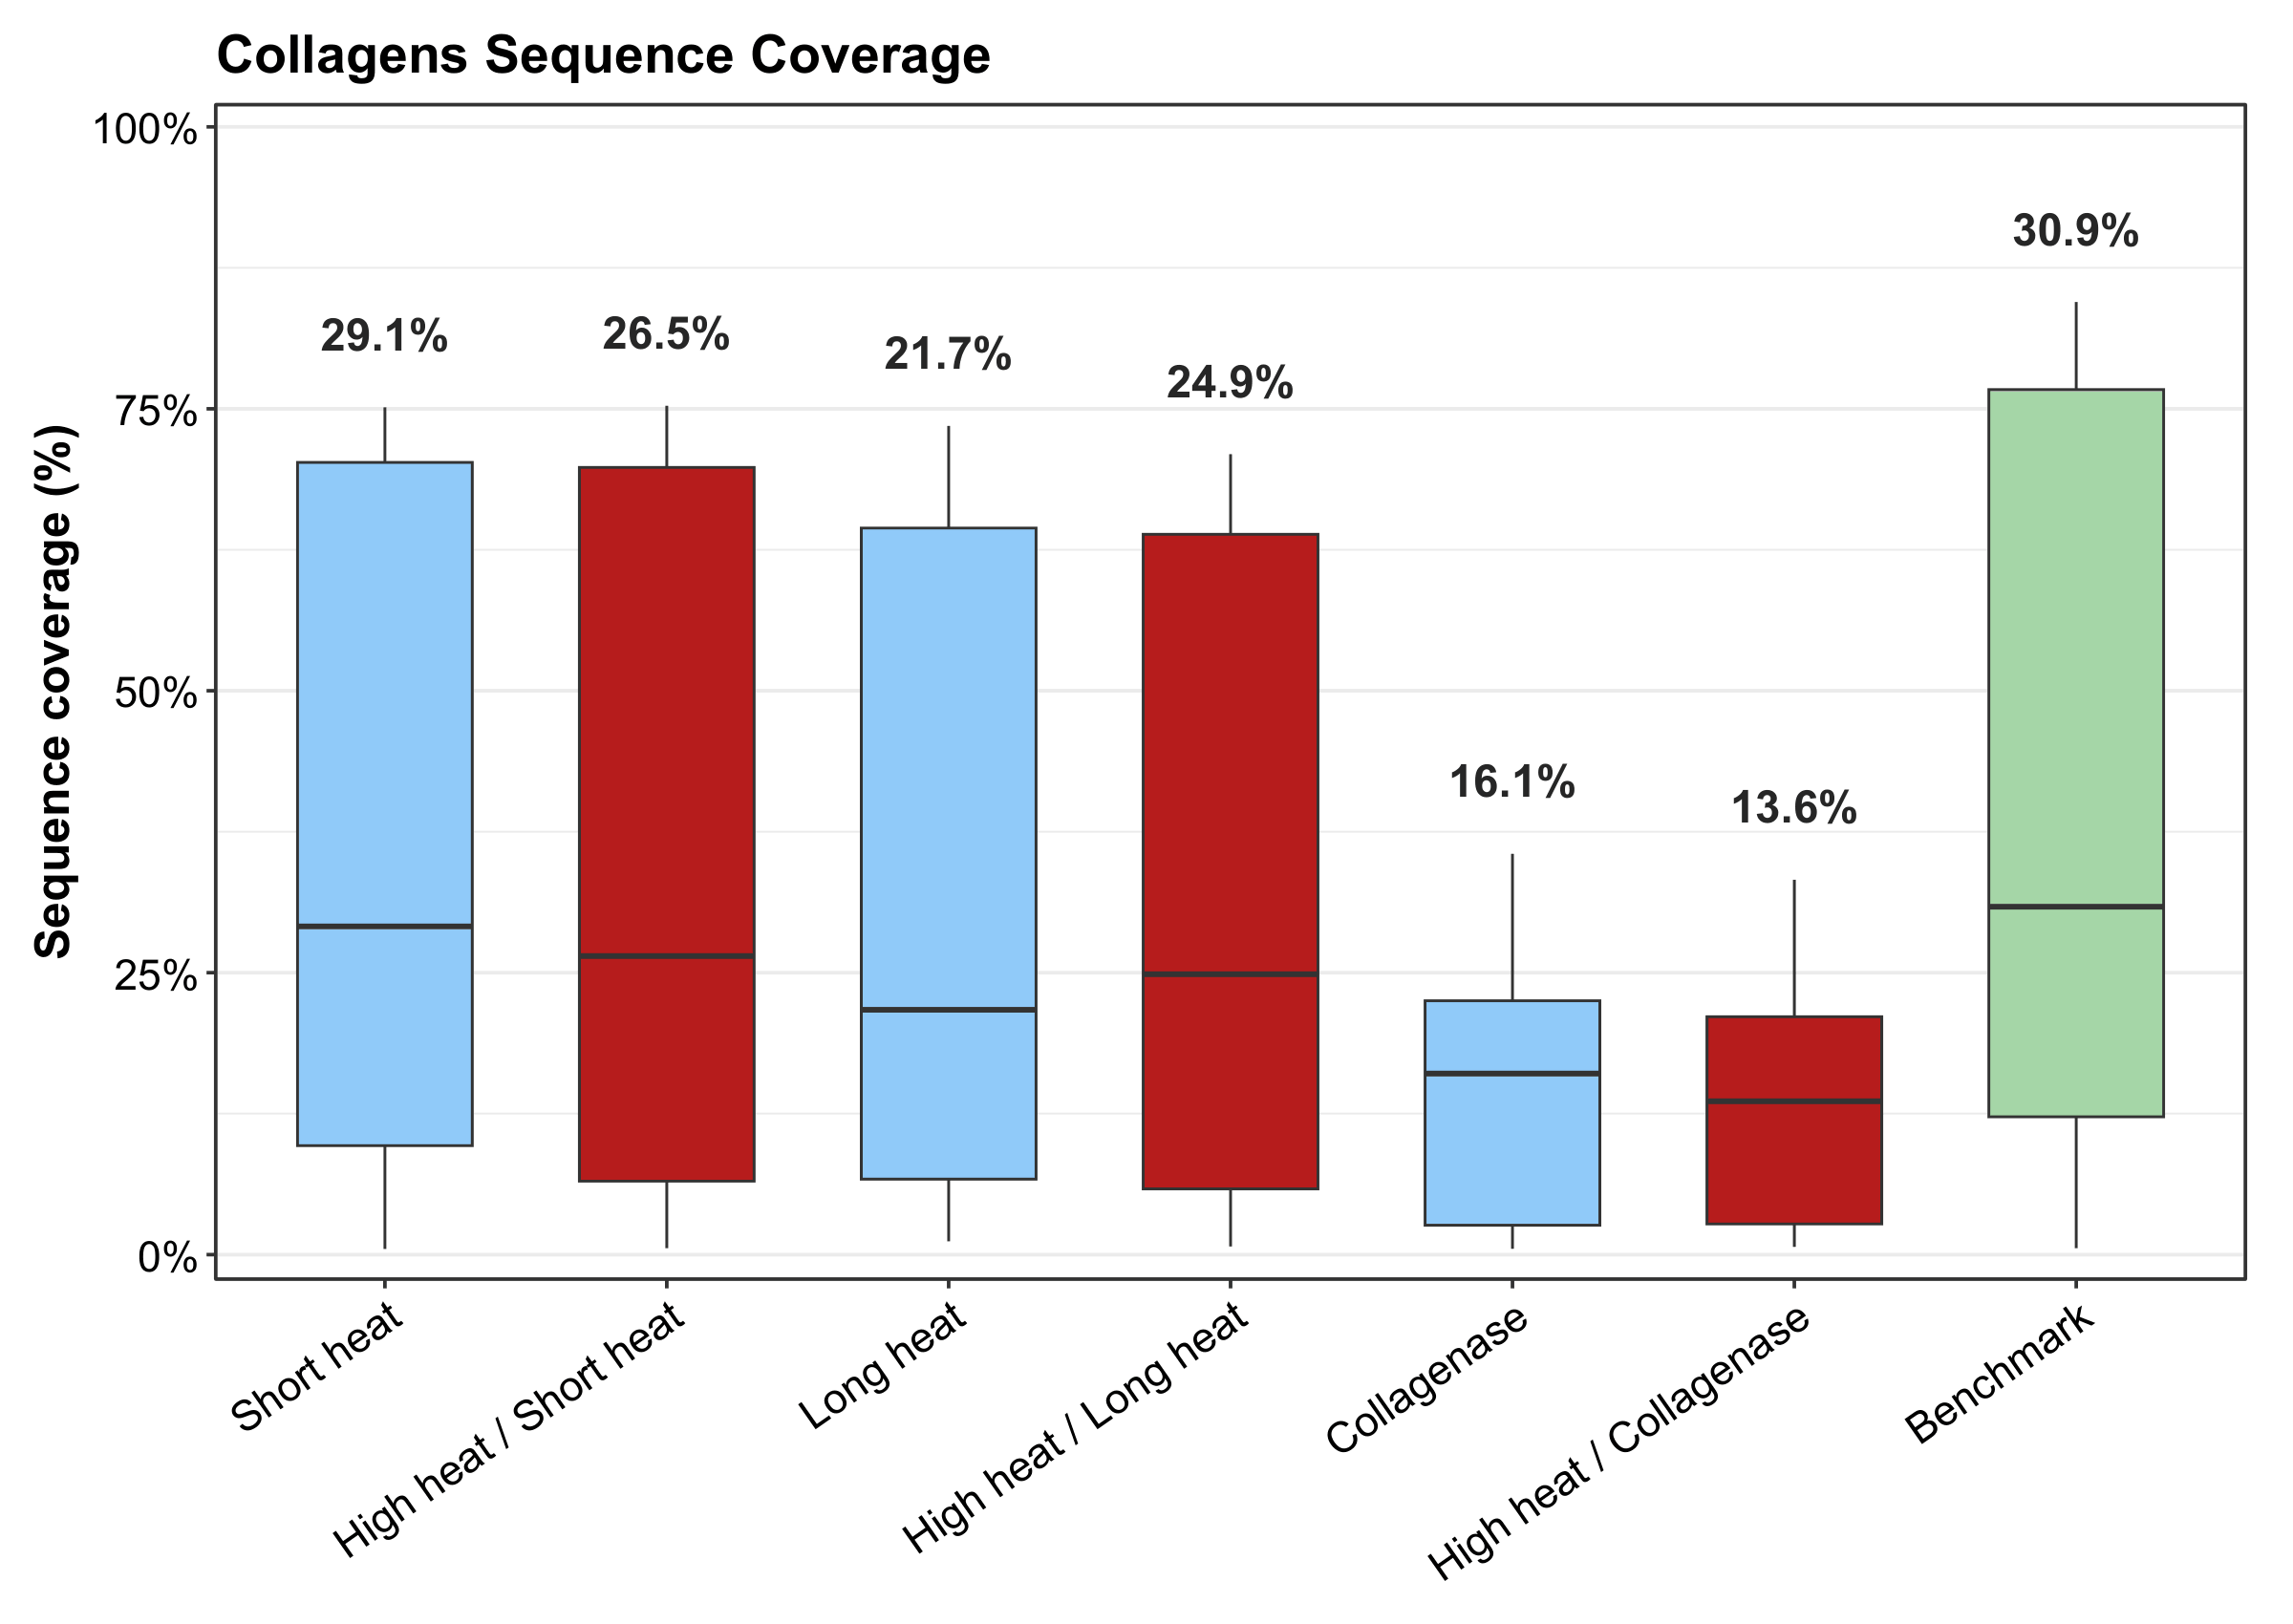 Collagens Sequence Coverage
Sequence coverage (%)
100%
75%
50%
25%
0%
29.1%
26.5%
21.7%
24.9%
16.1%
13.6%
30.9%
Short heat
High heat / Short heat
Long heat
High heat / Long heat
Collagenase
High heat / Collagenase
Benchmark